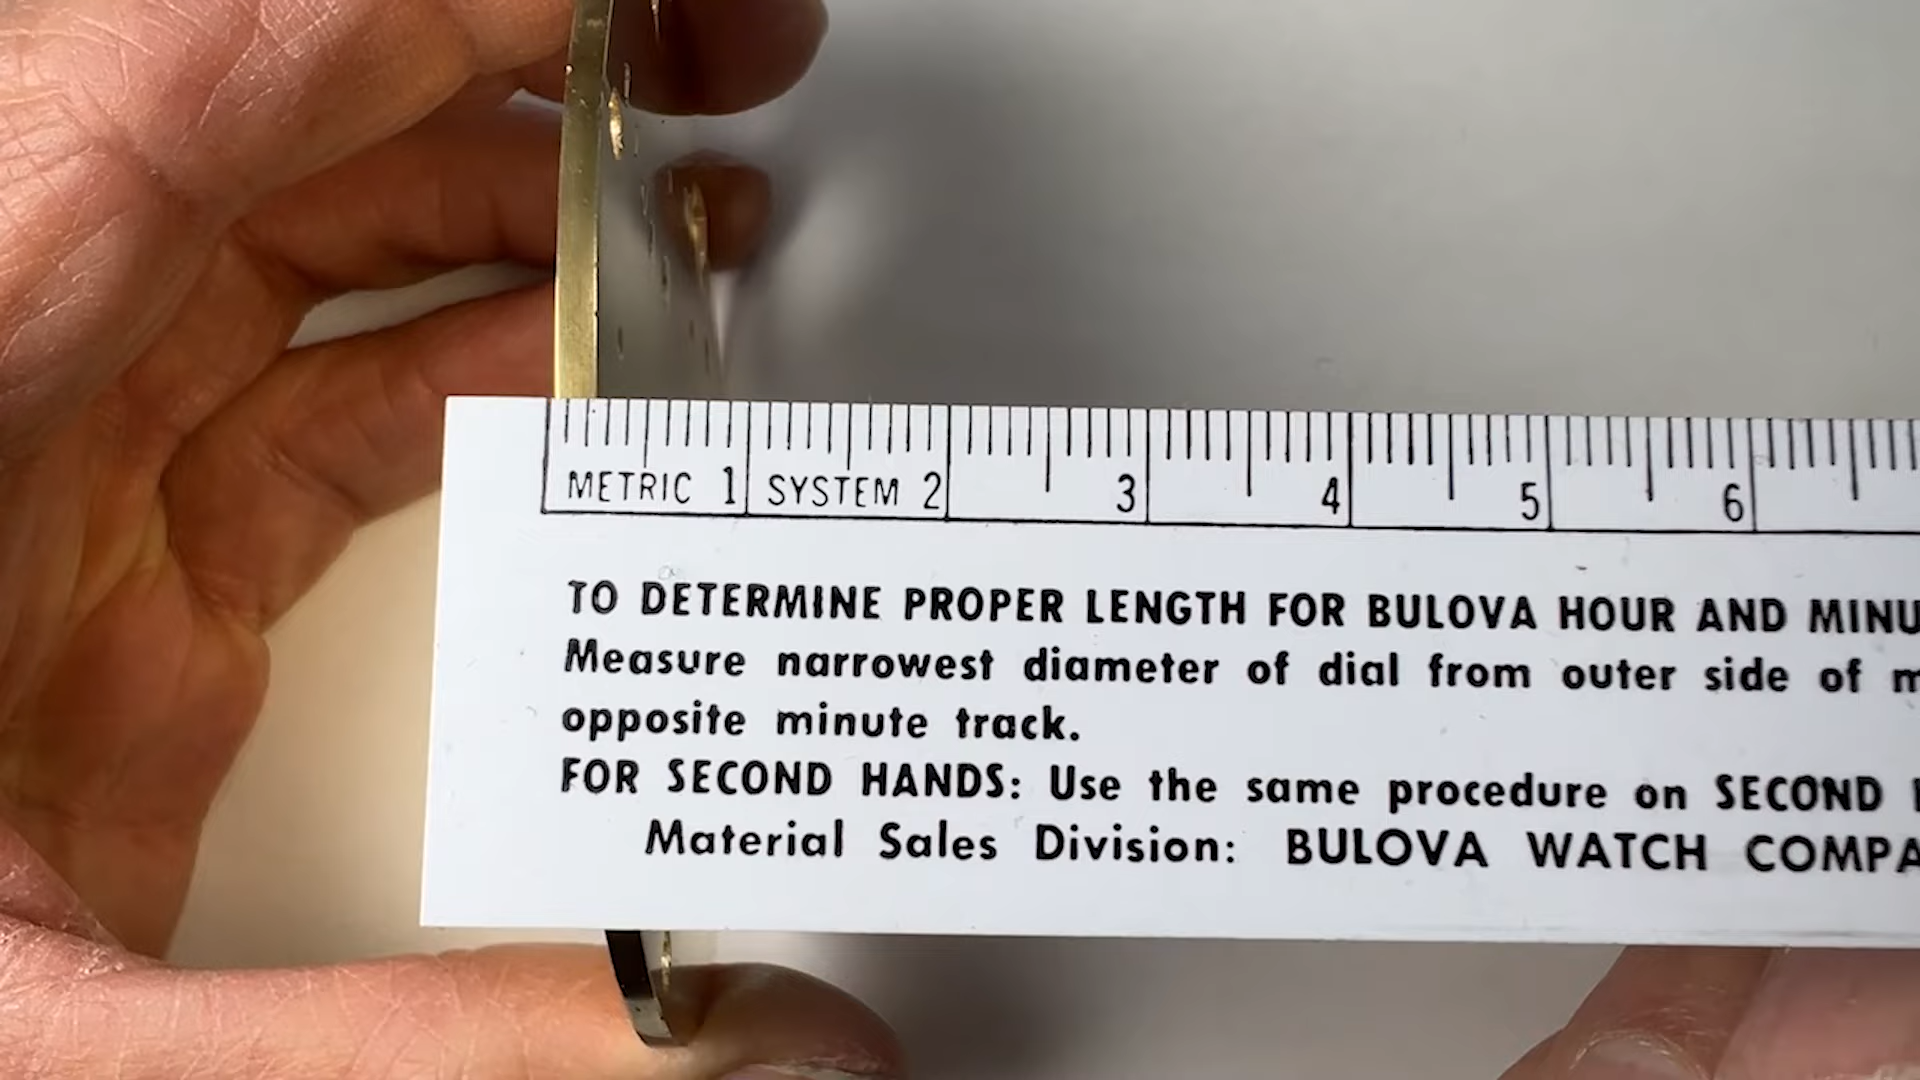 METRIC 1 SYSTEM 2 3 4 5 6
TO DETERMINE PROPER LENGTH FOR BULOVA HOUR AND
Measure narrowest diameter of dial from outer side of
opposite minute track.
FOR SECOND HANDS: Use the same procedure on SECOND
Material Sales Division: BULOVA WATCH